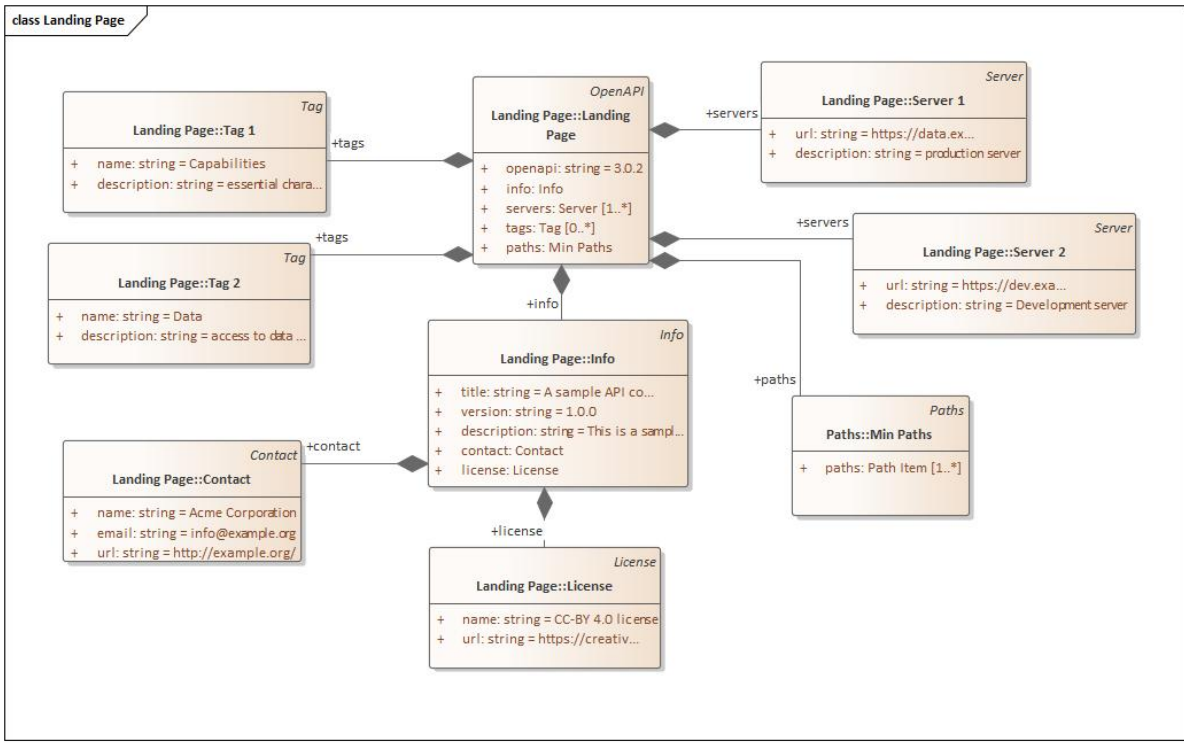 class Landing Page
Tag
Landing Page::Tag 1
+ name: string = Capabilities
+ description: string = essential chara...
+tags
OpenAPI
Landing Page::Landing
Page
+ openapi: string = 3.0.2
+ info: Info
+ servers: Server [1..*]
+ tags: Tag [0..*]
+ paths: Min Paths
+servers
Server
Landing Page::Server 1
+ url: string = https://data.ex...
+ description: string = production server
+tags
Tag
Landing Page::Tag 2
+ name: string = Data
+ description: string = access to data ...
+servers
Server
Landing Page::Server 2
+ url: string = https://dev.exa...
+ description: string = Development server
+info
Info
Landing Page::Info
+ title: string = A sample API co...
+ version: string = 1.0.0
+ description: string = This is a sampl...
+ contact: Contact
+ license: License
+paths
Paths
Paths::Min Paths
+ paths: Path Item [1..*]
+contact
Contact
Landing Page::Contact
+ name: string = Acme Corporation
+ email: string = info@example.org
+ url: string = http://example.org/
+license
License
Landing Page::License
+ name: string = CC-BY 4.0 license
+ url: string = https://creativ...